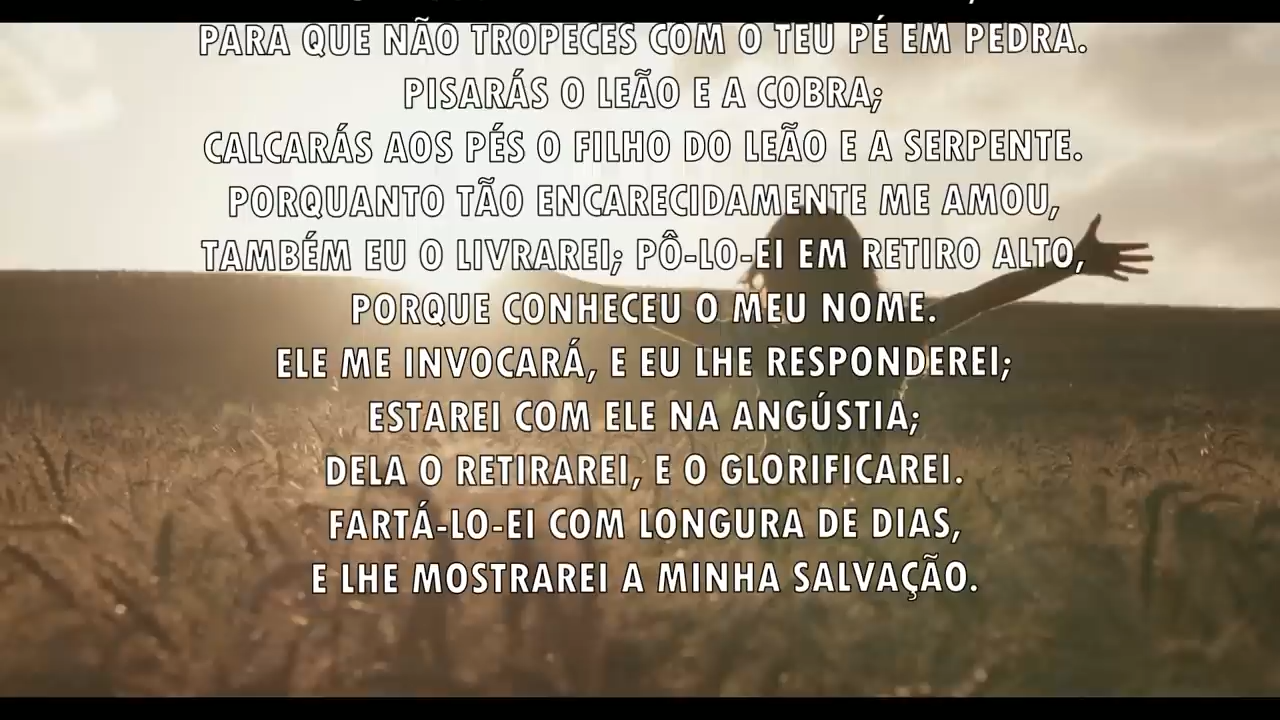 PARA QUE NÃO TROPECES COM O TEU PÉ EM PEDRA.
PISARÁS O LEÃO E A COBRA;
CALCARÁS AOS PÉS O FILHO DO LEÃO E A SERPENTE.
PORQUANTO TÃO ENCARECIDAMENTE ME AMOU,
TAMBÉM EU O LIVRAREI; PÔ-LO-EI EM RETIRO ALTO,
PORQUE CONHECEU O MEU NOME.
ELE ME INVOCARÁ, E EU LHE RESPONDEREI;
ESTAREI COM ELE NA ANGÚSTIA;
DELA O RETIRAREI, E O GLORIFICAREI.
FARTÁ-LO-EI COM LONGURA DE DIAS,
E LHE MOSTRAREI A MINHA SALVAÇÃO.